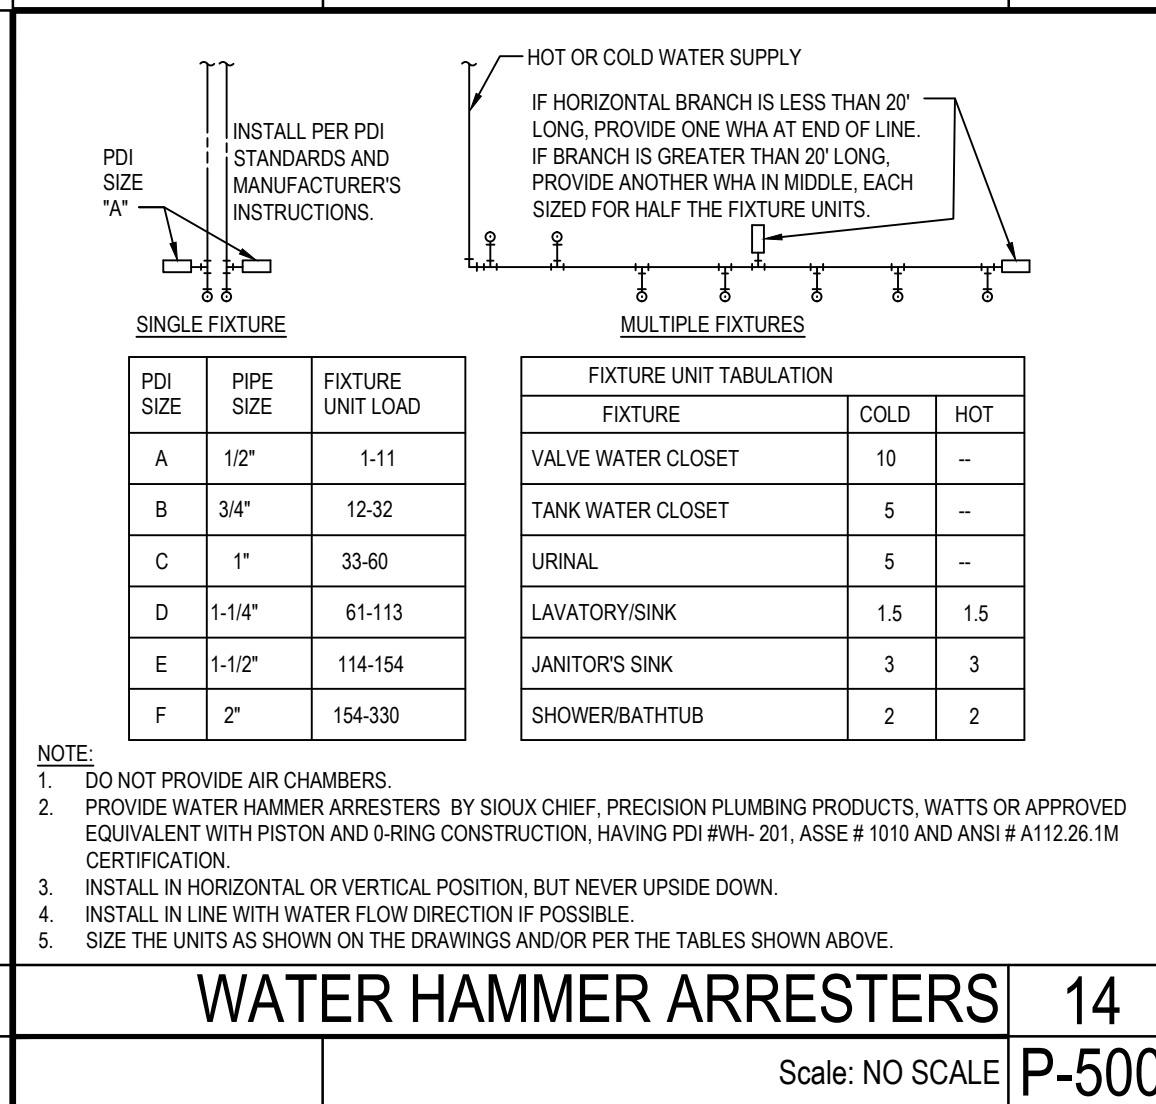 HOT OR COLD WATER SUPPLY
IF HORIZONTAL BRANCH IS LESS THAN 20'
LONG, PROVIDE ONE WHA AT END OF LINE.
IF BRANCH IS GREATER THAN 20' LONG,
PROVIDE ANOTHER WHA IN MIDDLE, EACH
SIZED FOR HALF THE FIXTURE UNITS.
INSTALL PER PDI
STANDARDS AND
MANUFACTURER'S
INSTRUCTIONS.
PDI
SIZE
"A"
SINGLE FIXTURE
MULTIPLE FIXTURES
PDI SIZE PIPE SIZE FIXTURE UNIT LOAD
A 1/2" 1-11
B 3/4" 12-32
C 1" 33-60
D 1-1/4" 61-113
E 1-1/2" 114-154
F 2" 154-330
FIXTURE UNIT TABULATION
FIXTURE COLD HOT
VALVE WATER CLOSET 10 --
TANK WATER CLOSET 5 --
URINAL 5 --
LAVATORY/SINK 1.5 1.5
JANITOR'S SINK 3 3
SHOWER/BATHTUB 2 2
NOTE:
1. DO NOT PROVIDE AIR CHAMBERS.
2. PROVIDE WATER HAMMER ARRESTERS BY SIOUX CHIEF, PRECISION PLUMBING PRODUCTS, WATTS OR APPROVED
EQUIVALENT WITH PISTON AND 0-RING CONSTRUCTION, HAVING PDI #WH- 201, ASSE # 1010 AND ANSI # A112.26.1M
CERTIFICATION.
3. INSTALL IN HORIZONTAL OR VERTICAL POSITION, BUT NEVER UPSIDE DOWN.
4. INSTALL IN LINE WITH WATER FLOW DIRECTION IF POSSIBLE.
5. SIZE THE UNITS AS SHOWN ON THE DRAWINGS AND/OR PER THE TABLES SHOWN ABOVE.
WATER HAMMER ARRESTERS 14
Scale: NO SCALE P-500